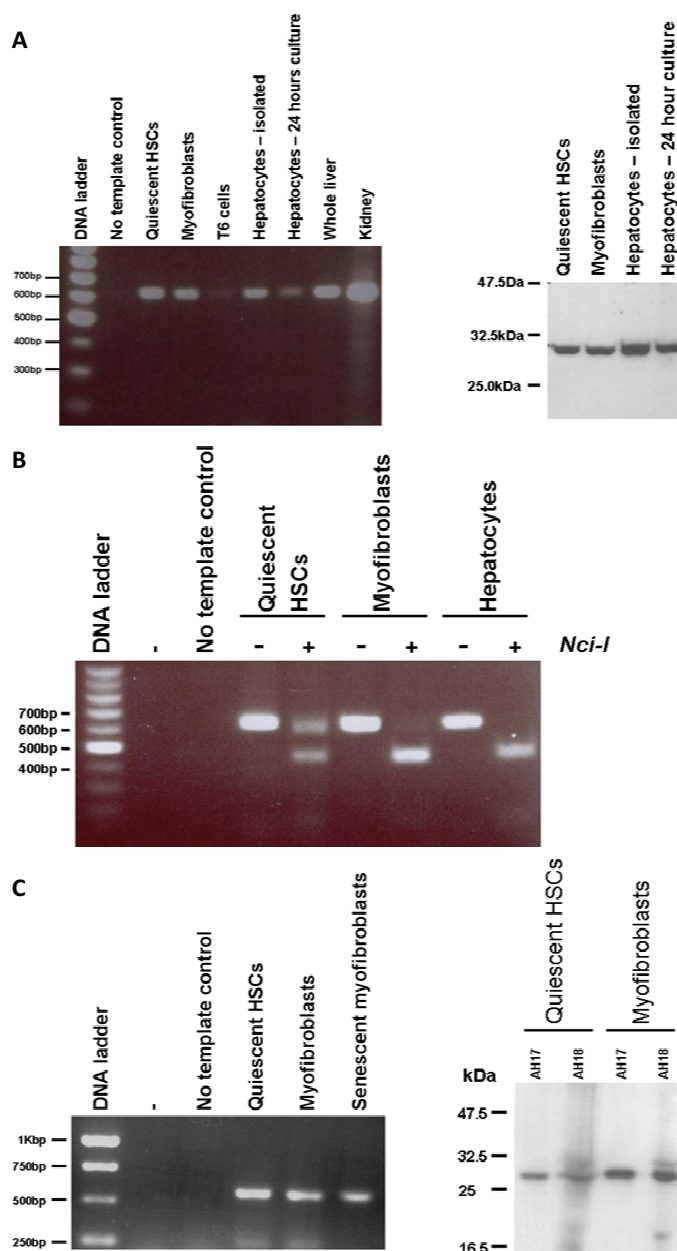 A
DNA ladder
No template control
Quiescent HSCs
Myofibroblasts
T6 cells
Hepatocytes – isolated
Hepatocytes – 24 hours culture
Whole liver
Kidney
700bp
600bp
500bp
400bp
300bp
Quiescent HSCs
Myofibroblasts
Hepatocytes – isolated
Hepatocytes – 24 hour culture
47.5Da
32.5kDa
25.0kDa
B
DNA ladder
-
No template control
Quiescent
HSCs
Myofibroblasts
Hepatocytes
- + - + - + Nci-I
700bp
600bp
500bp
400bp
C
DNA ladder
-
No template control
Quiescent HSCs
Myofibroblasts
Senescent myofibroblasts
1Kbp
750bp
500bp
250bp
Quiescent HSCs
Myofibroblasts
AH17
AH18
AH17
AH18
kDa
47.5
32.5
25
16.5